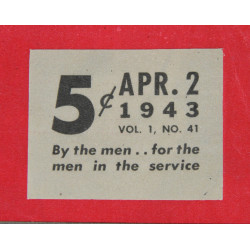 5¢ APR. 2
1943
VOL. 1, NO. 41
By the men . . for the
men in the service